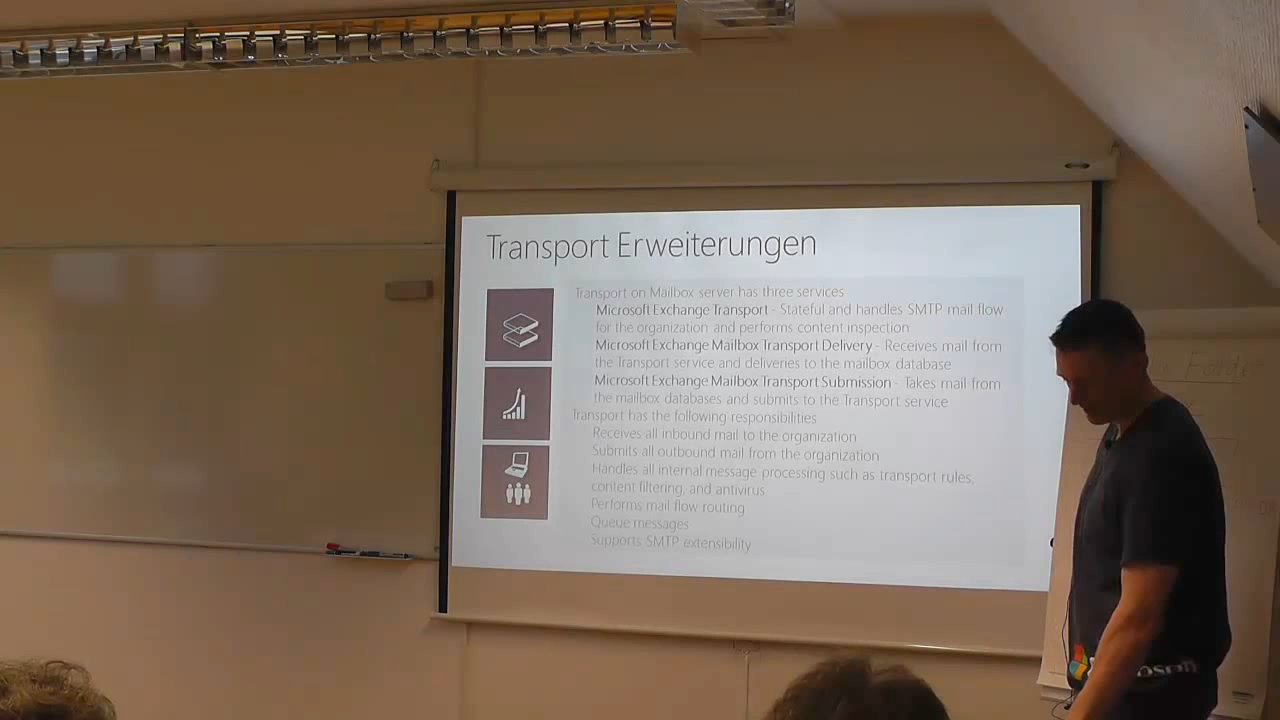 Transport Erweiterungen
Transport on Mailbox server has three services
Microsoft Exchange Transport - Stateful and handles SMTP mail flow
for the organization and performs content inspection
Microsoft Exchange Mailbox Transport Delivery - Receives mail from
the Transport service and deliveries to the mailbox database
Microsoft Exchange Mailbox Transport Submission - Takes mail from
the mailbox databases and submits to the Transport service
Transport has the following responsibilities
Receives all inbound mail to the organization
Submits all outbound mail from the organization
Handles all internal message processing such as transport rules,
content filtering, and antivirus
Performs mail flow routing
Queue messages
Supports SMTP extensibility
Folder